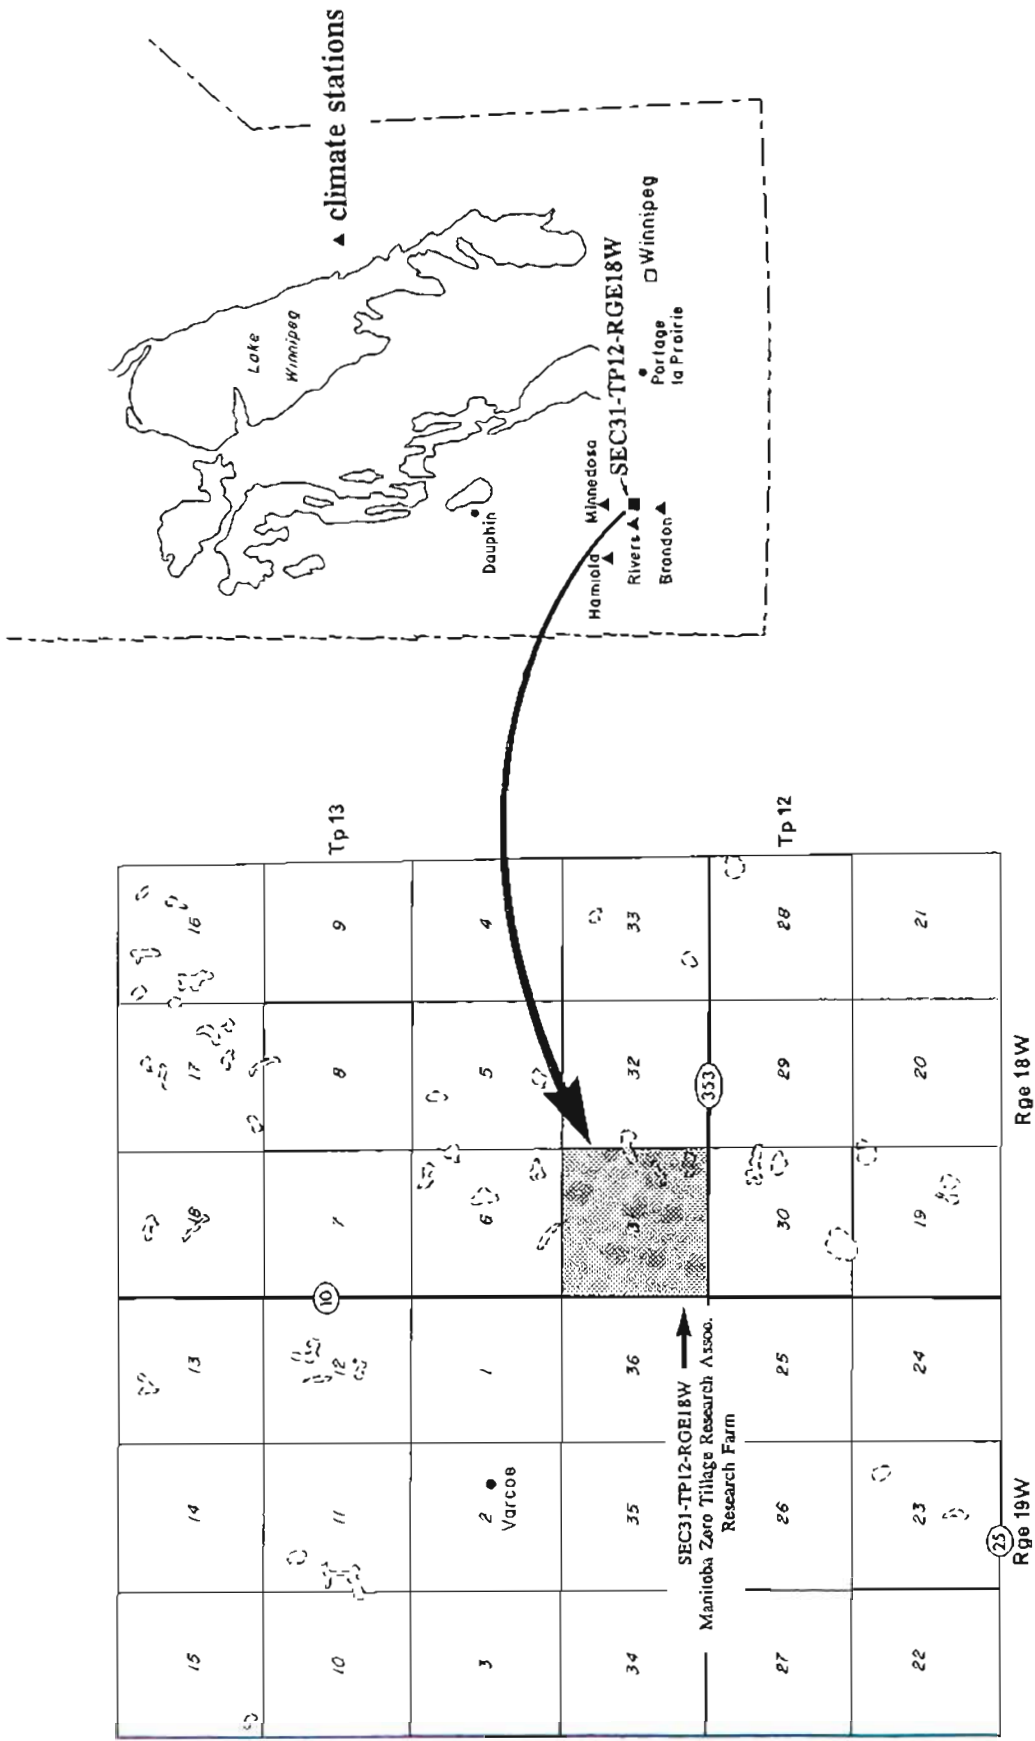 15 14 13 18 17 16
10 11 12 7 8 9
Tp 13
10
3 2 1 6 5 4
Varcoe
34 35 36 31 32 33
SEC31-TP12-RGE18W
Manitoba Zero Tillage Research Assoc.
Research Farm
353
27 26 25 30 29 28
Tp 12
22 23 24 19 20 21
25
Rge 19W
Rge 18W
climate stations
Lake
Winnipeg
Dauphin
Hamiota
Minnedosa
SEC31-TP12-RGE18W
Rivers
Brandon
Portage
la Prairie
Winnipeg